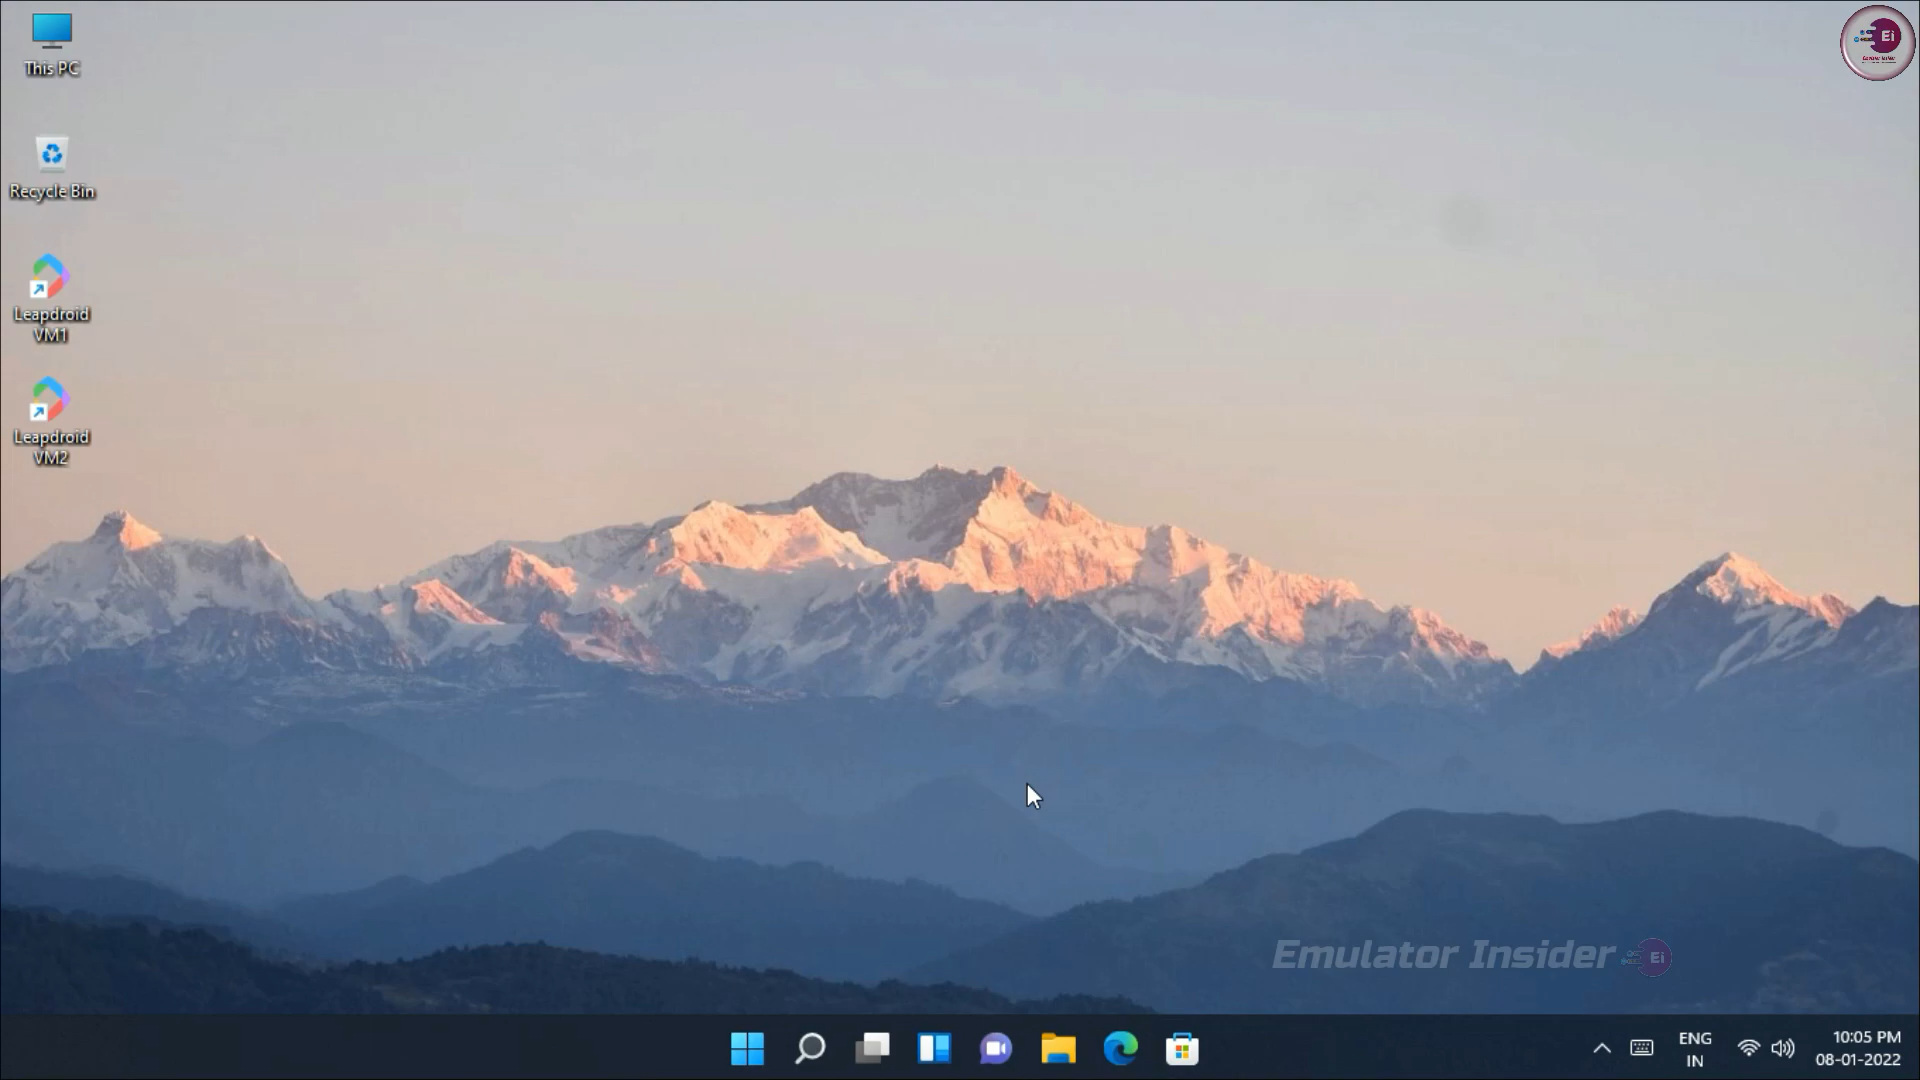 This PC
Ei
Recycle Bin
Leapdroid
VM1
Leapdroid
VM2
Emulator Insider
Ei
ENG
IN
10:05 PM
08-01-2022